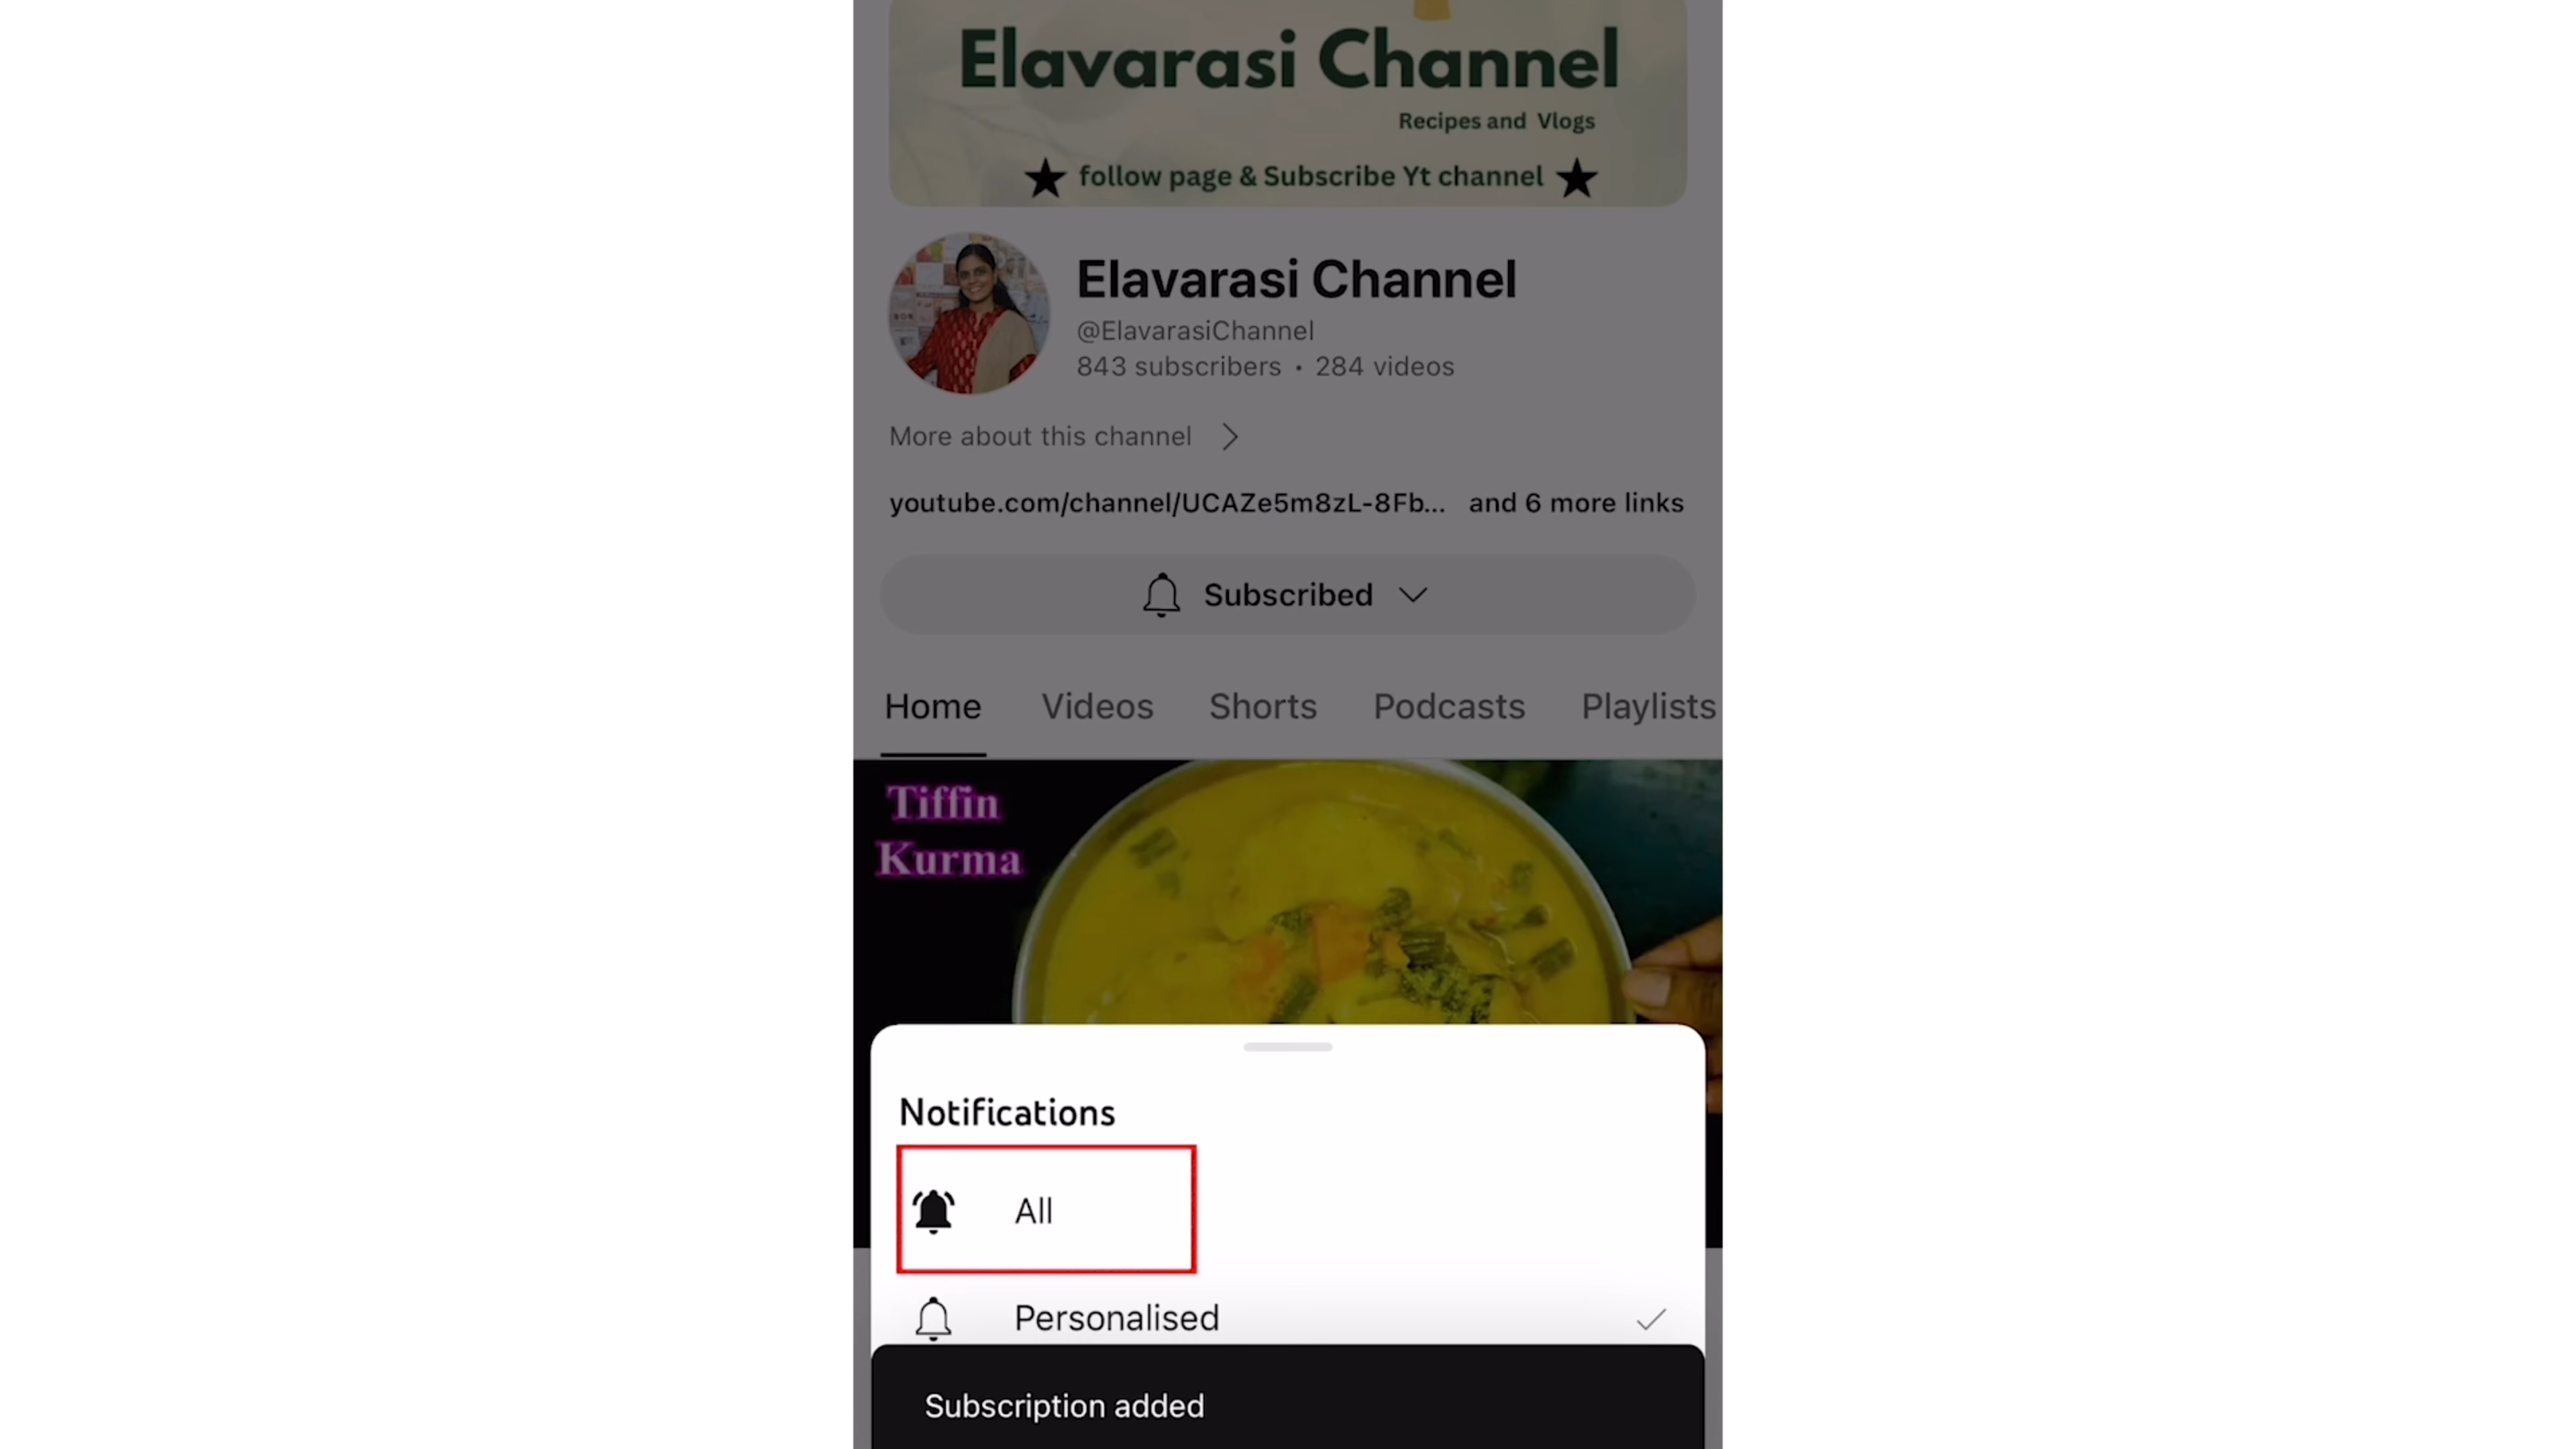 Elavarasi Channel
Recipes and Vlogs
★ follow page & Subscribe Yt channel ★
Elavarasi Channel
@ElavarasiChannel
843 subscribers • 284 videos
More about this channel >
youtube.com/channel/UCAZe5m8zL-8Fb... and 6 more links
Subscribed
Home Videos Shorts Podcasts Playlists
Tiffin
Kurma
Notifications
All
Personalised
Subscription added